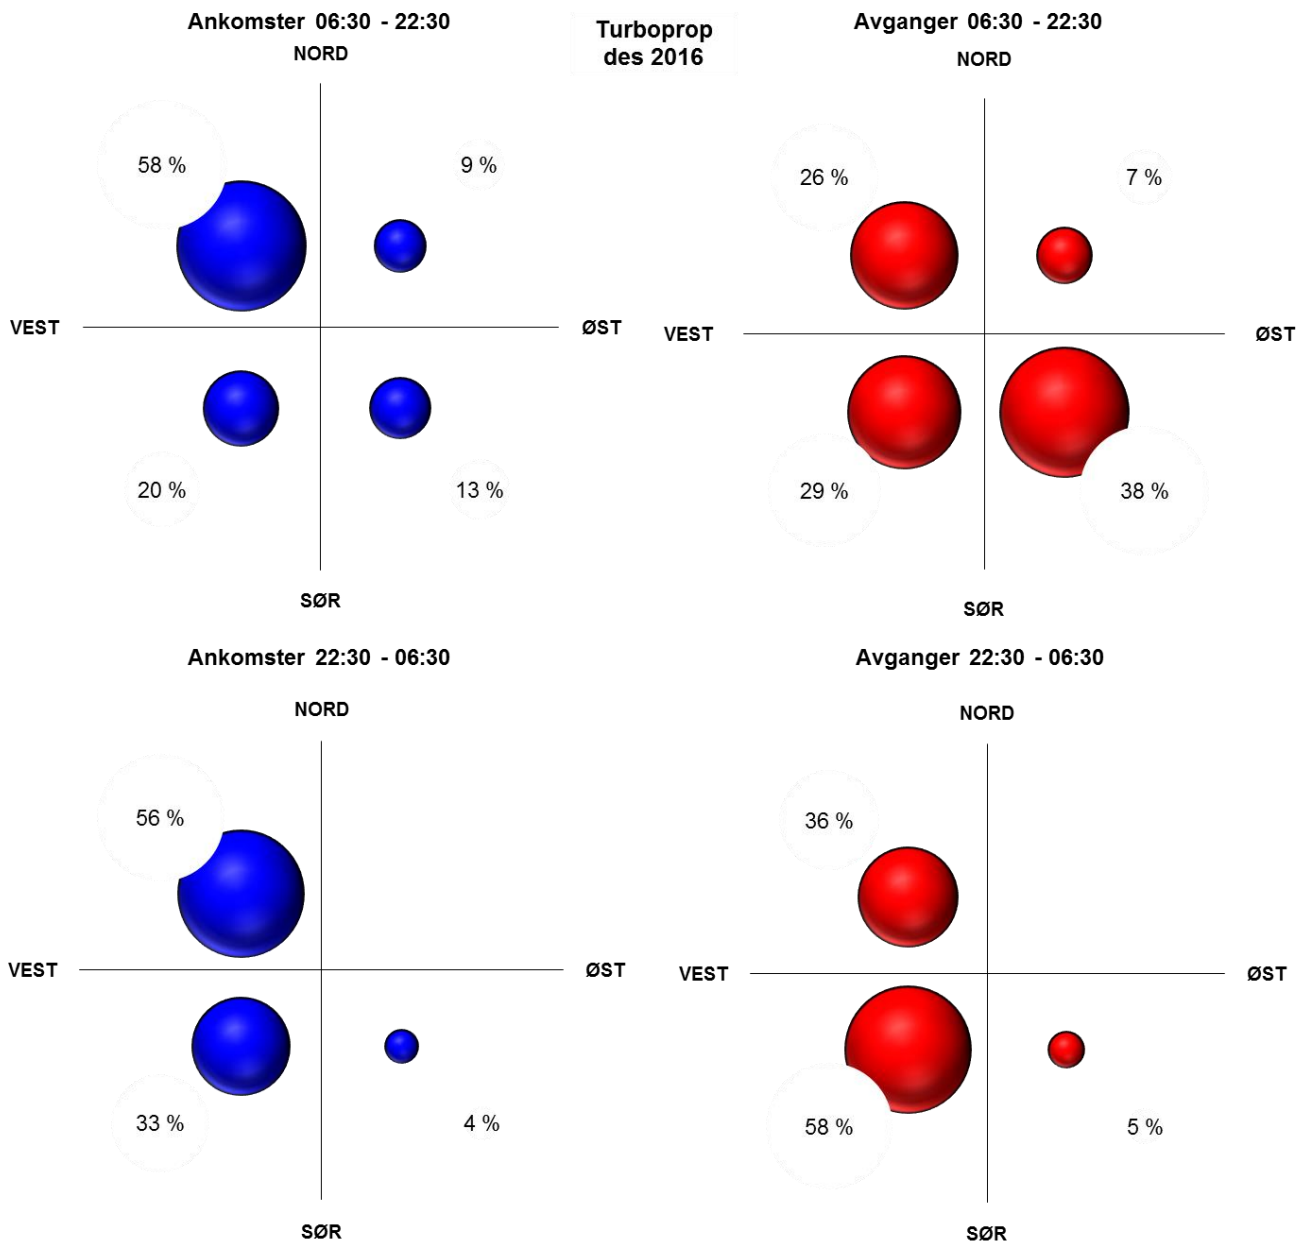 Ankomster 06:30 - 22:30
NORD
58 %
9 %
VEST
ØST
20 %
13 %
SØR
Turboprop
des 2016
Avganger 06:30 - 22:30
NORD
26 %
7 %
VEST
ØST
29 %
38 %
SØR
Ankomster 22:30 - 06:30
NORD
56 %
VEST
ØST
33 %
4 %
SØR
Avganger 22:30 - 06:30
NORD
36 %
VEST
ØST
58 %
5 %
SØR